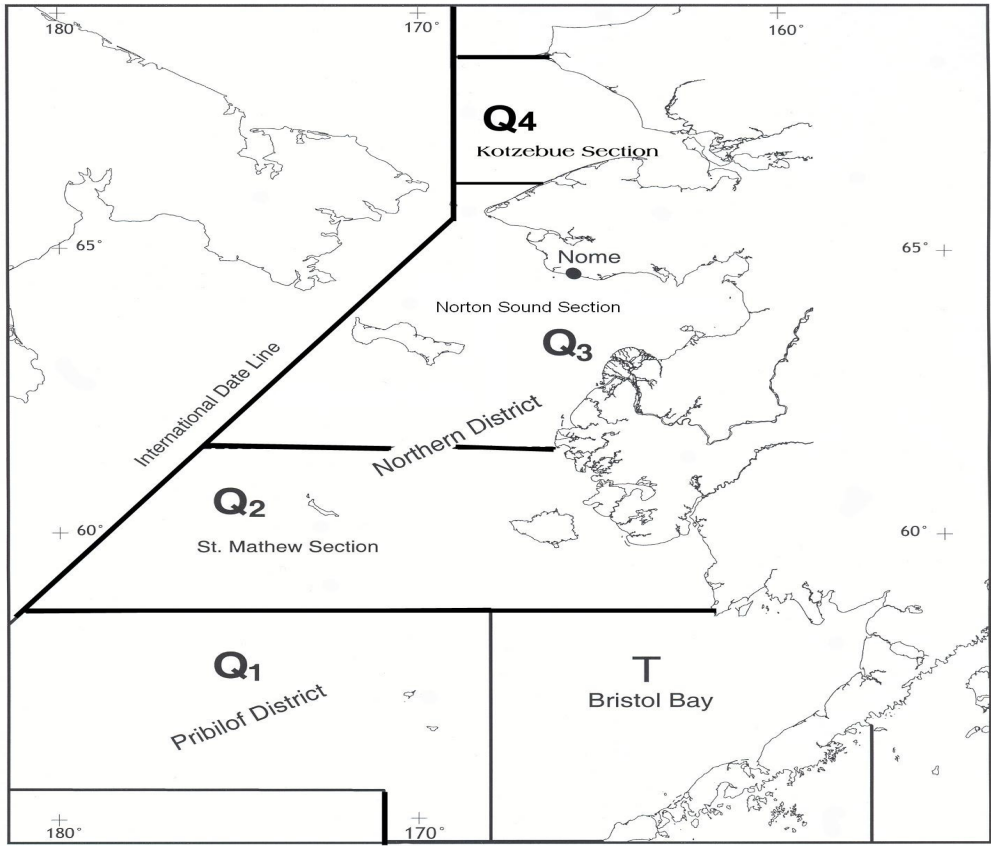 180°
170°
160°
Q4
Kotzebue Section
65°
65°
Nome
Norton Sound Section
Q3
International Date Line
Northern District
Q2
St. Mathew Section
60°
60°
Q1
Pribilof District
T
Bristol Bay
180°
170°